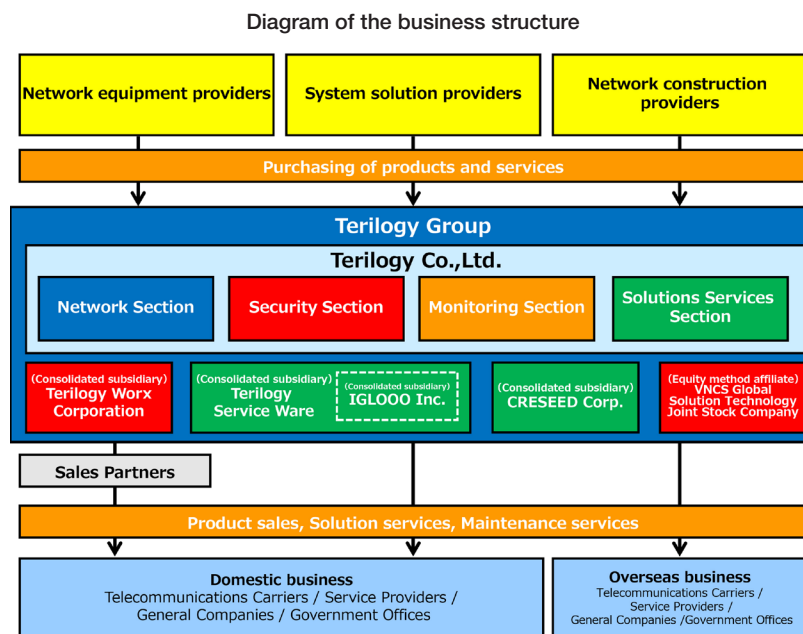 Diagram of the business structure
Network equipment providers
System solution providers
Network construction
providers
Purchasing of products and services
Terilogy Group
Terilogy Co.,Ltd.
Network Section
Security Section
Monitoring Section
Solutions Services
Section
(Consolidated subsidiary)
Terilogy Worx
Corporation
(Consolidated subsidiary)
Terilogy
Service Ware
(Consolidated subsidiary)
IGLOOO Inc.
(Consolidated subsidiary)
CRESEED Corp.
(Equity method affiliate)
VNCS Global
Solution Technology
Joint Stock Company
Sales Partners
Product sales, Solution services, Maintenance services
Domestic business
Telecommunications Carriers / Service Providers /
General Companies / Government Offices
Overseas business
Telecommunications Carriers /
Service Providers /
General Companies /Government Offices